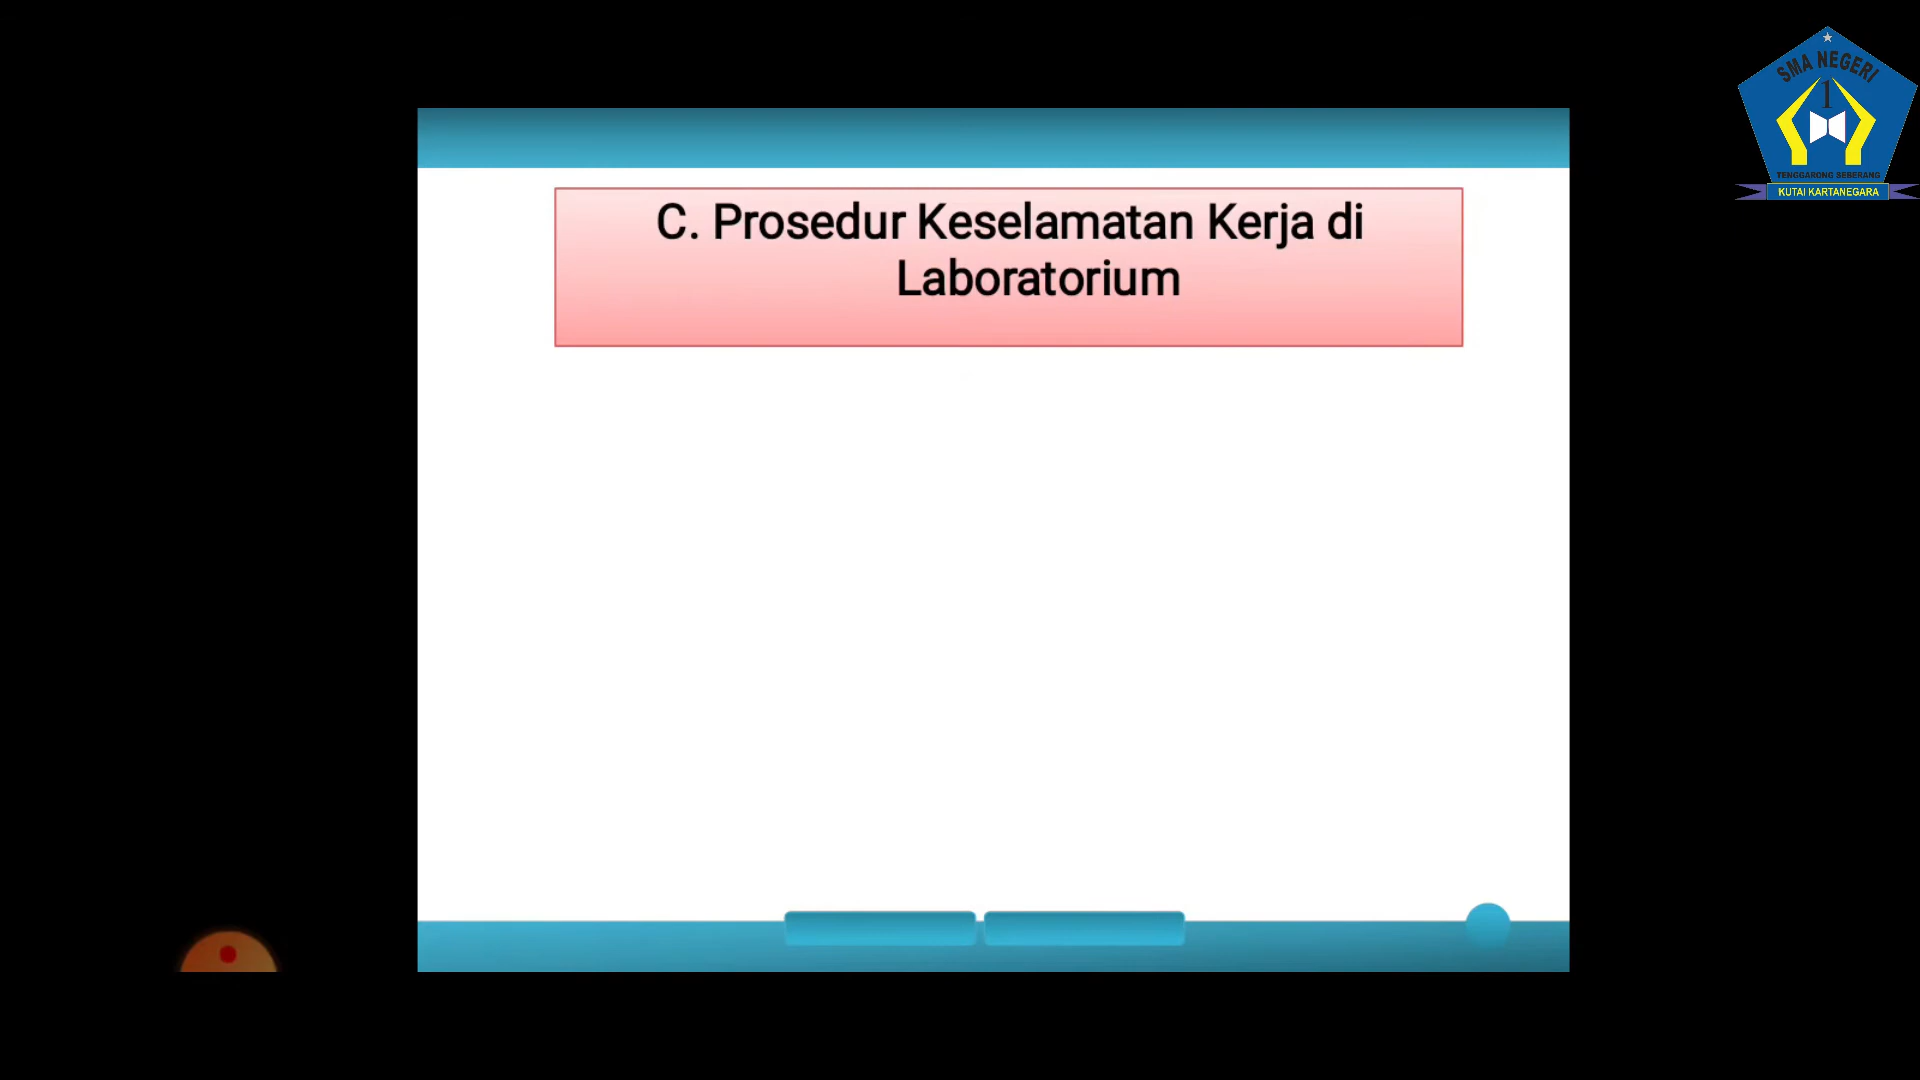 C. Prosedur Keselamatan Kerja di
Laboratorium
SMA NEGERI
1
TENGGARONG SEBERANG
KUTAI KARTANEGARA